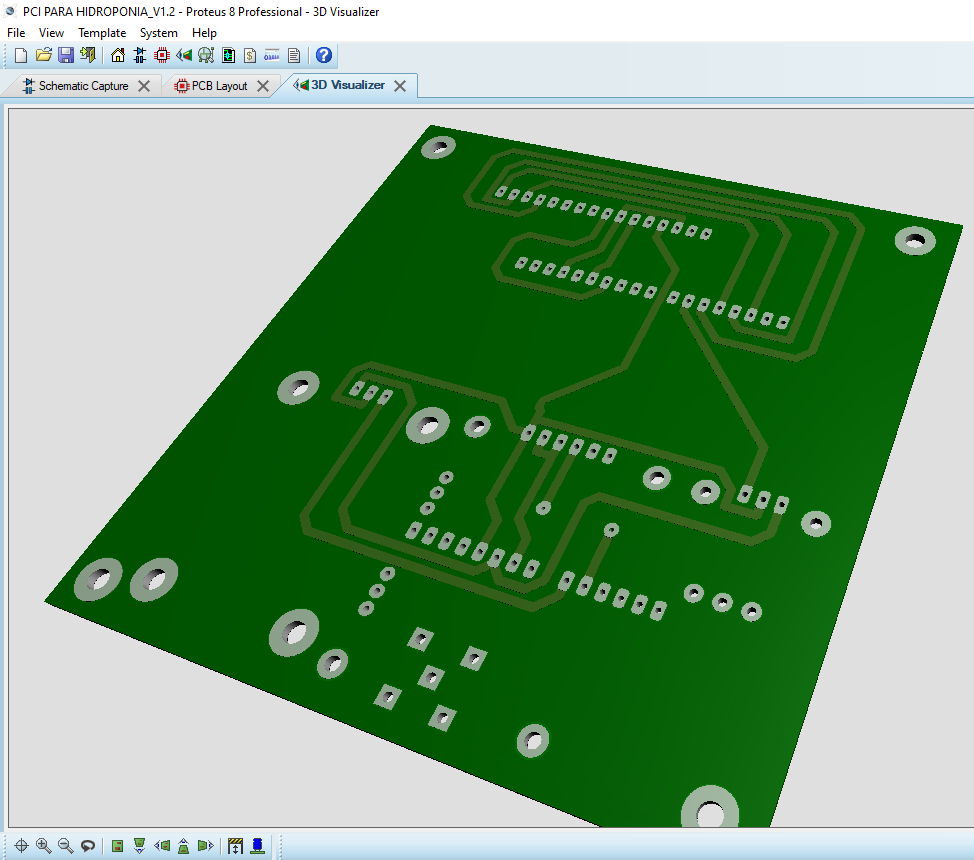 PCI PARA HIDROPONIA_V1.2 - Proteus 8 Professional - 3D Visualizer
File View Template System Help
Schematic Capture PCB Layout 3D Visualizer